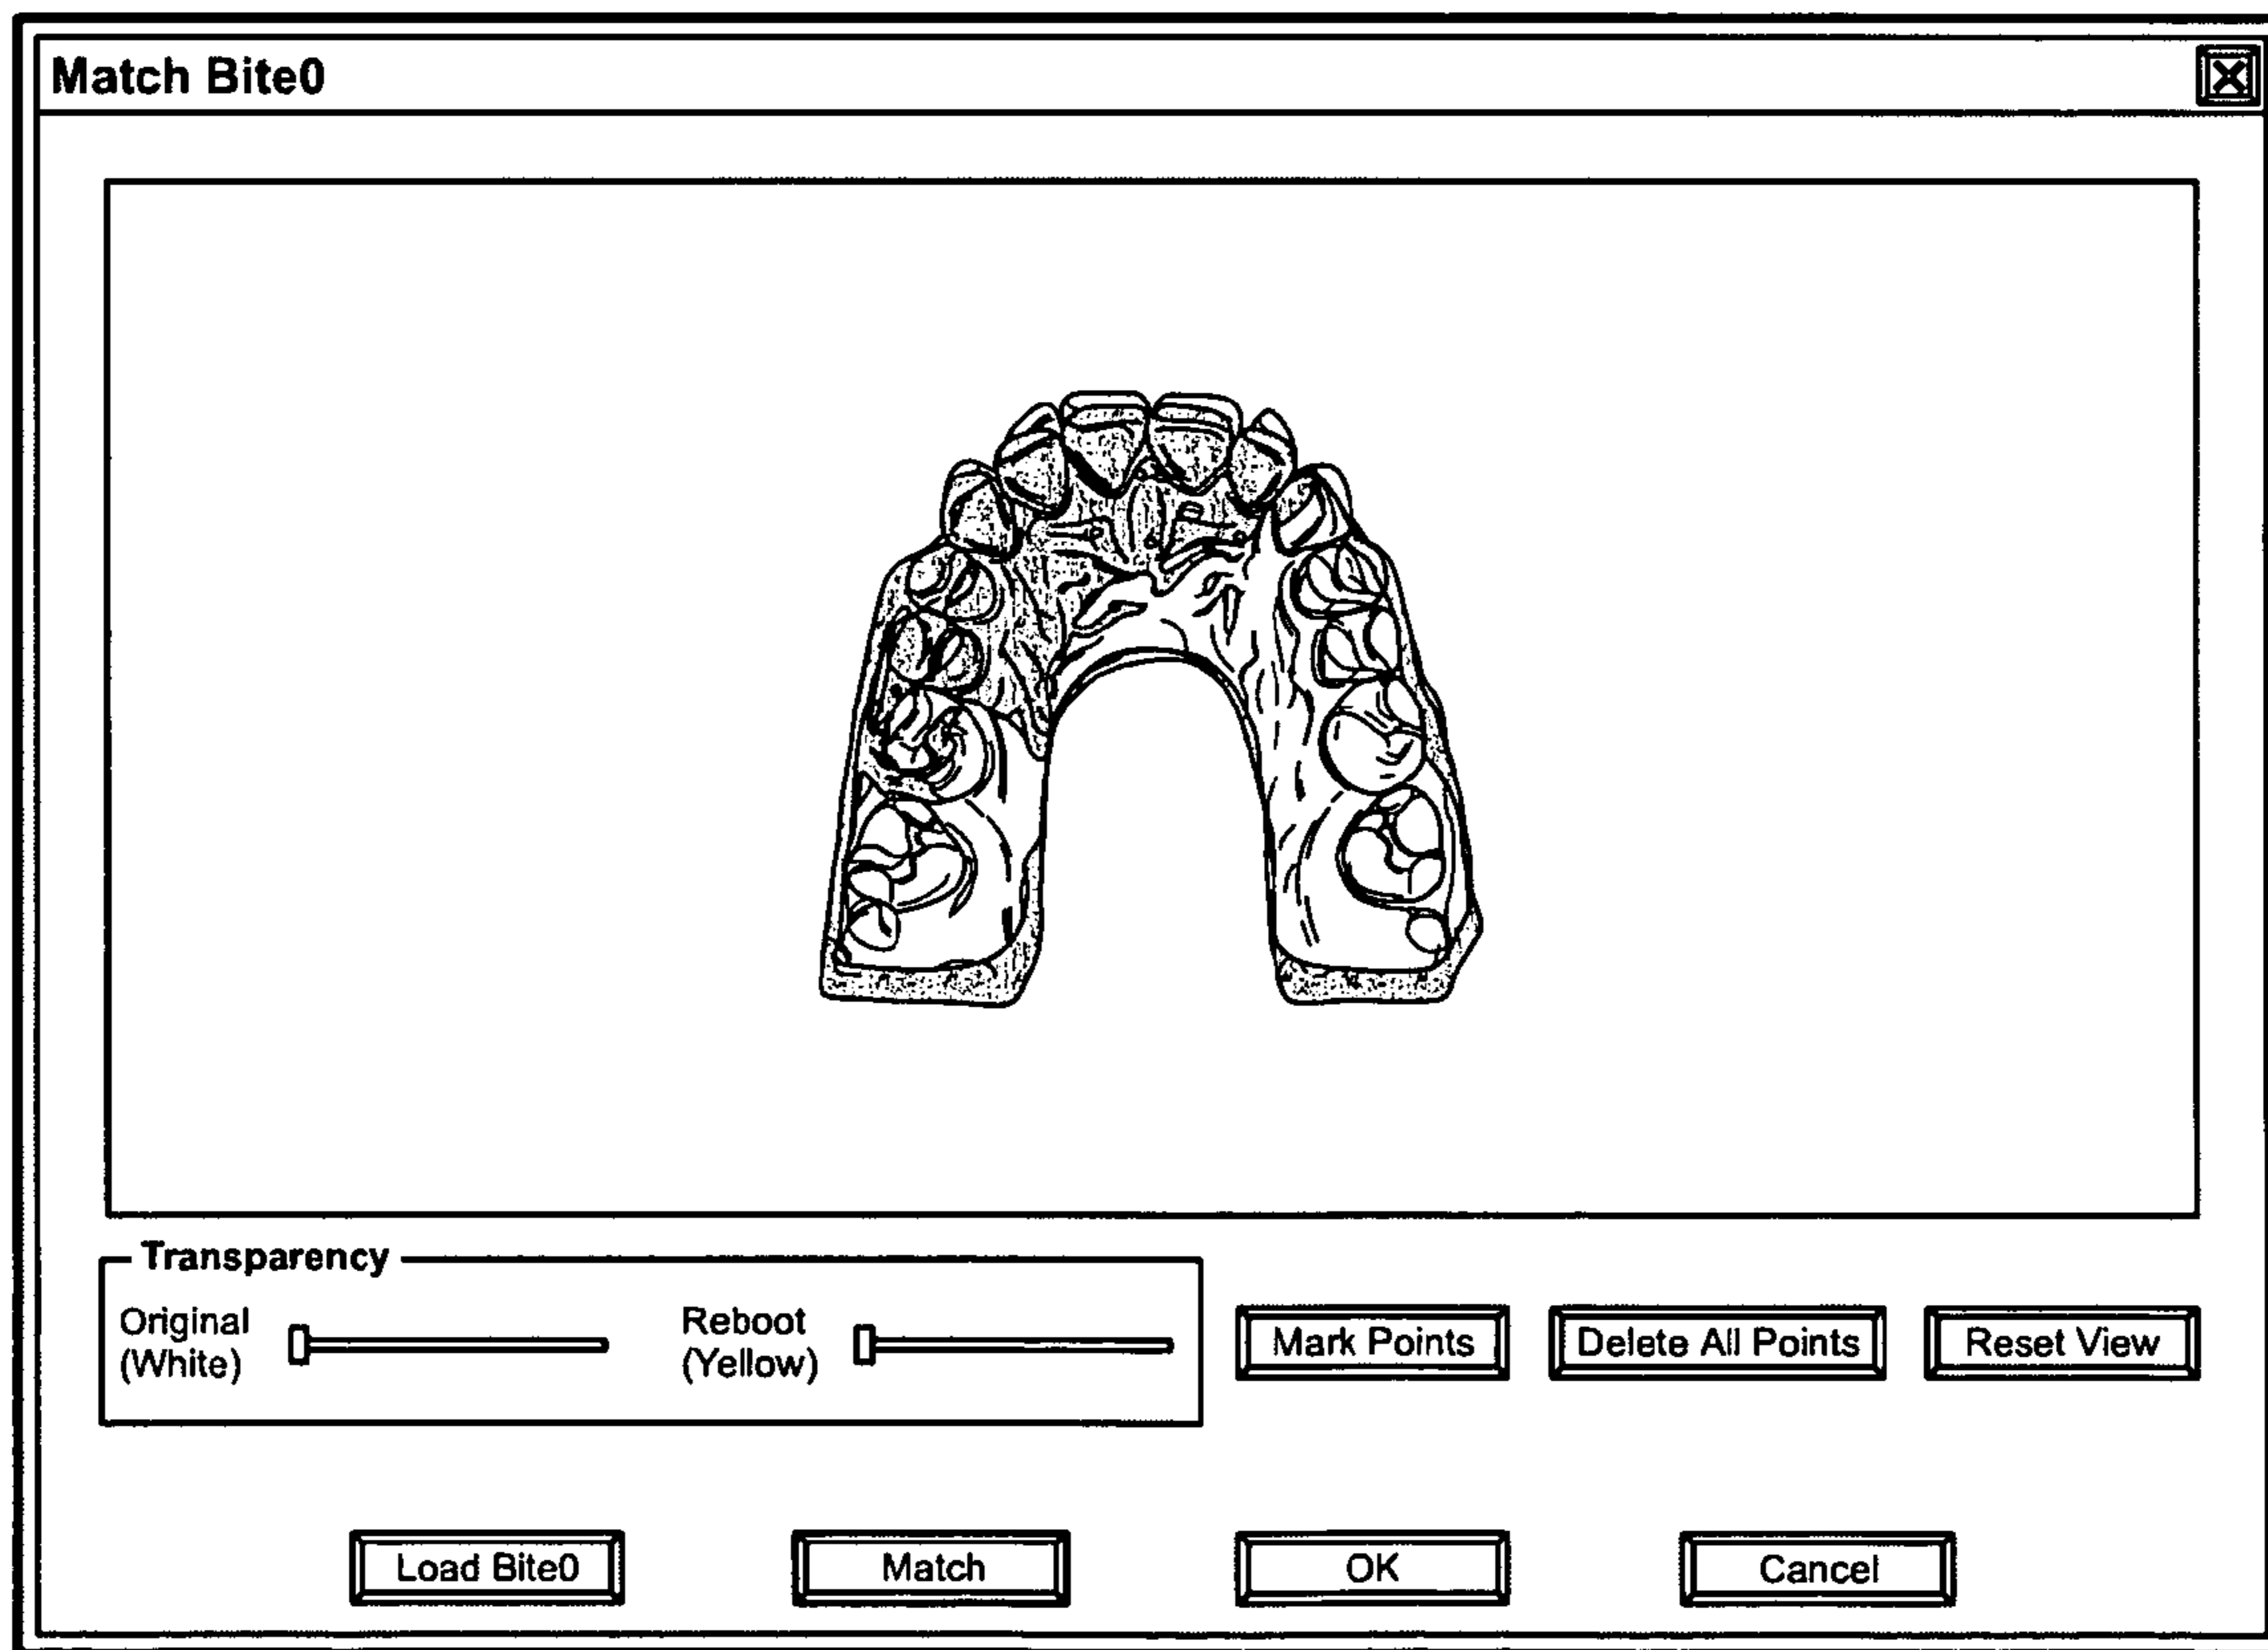 Match Bite0
Transparency
Original
(White)
Reboot
(Yellow)
Mark Points
Delete All Points
Reset View
Load Bite0
Match
OK
Cancel